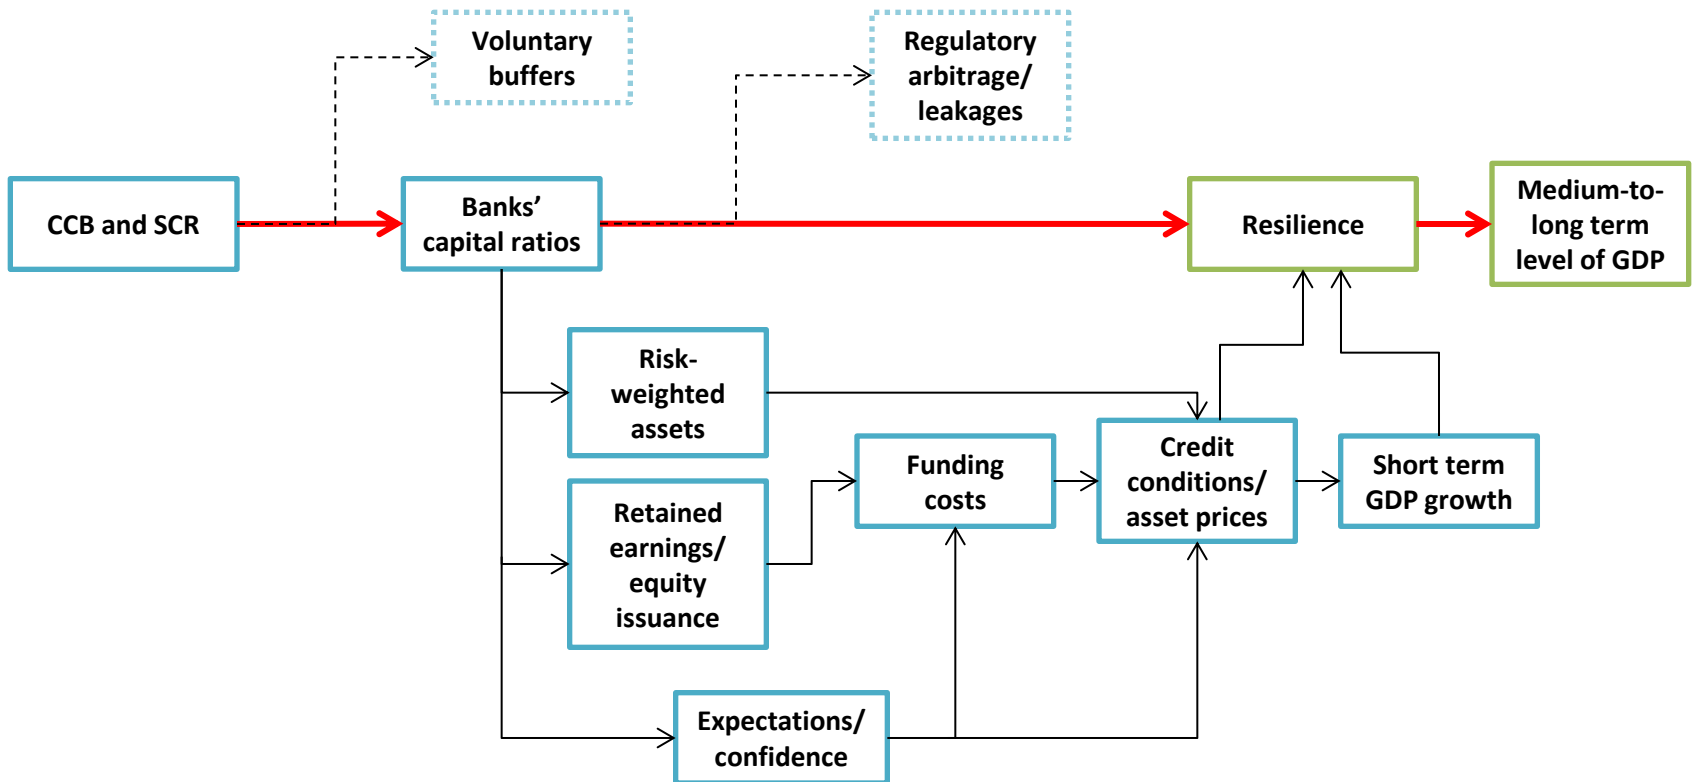 Voluntary
buffers
Regulatory
arbitrage/
leakages
CCB and SCR
Banks’
capital ratios
Resilience
Medium-to-
long term
level of GDP
Risk-
weighted
assets
Retained
earnings/
equity
issuance
Funding
costs
Credit
conditions/
asset prices
Short term
GDP growth
Expectations/
confidence